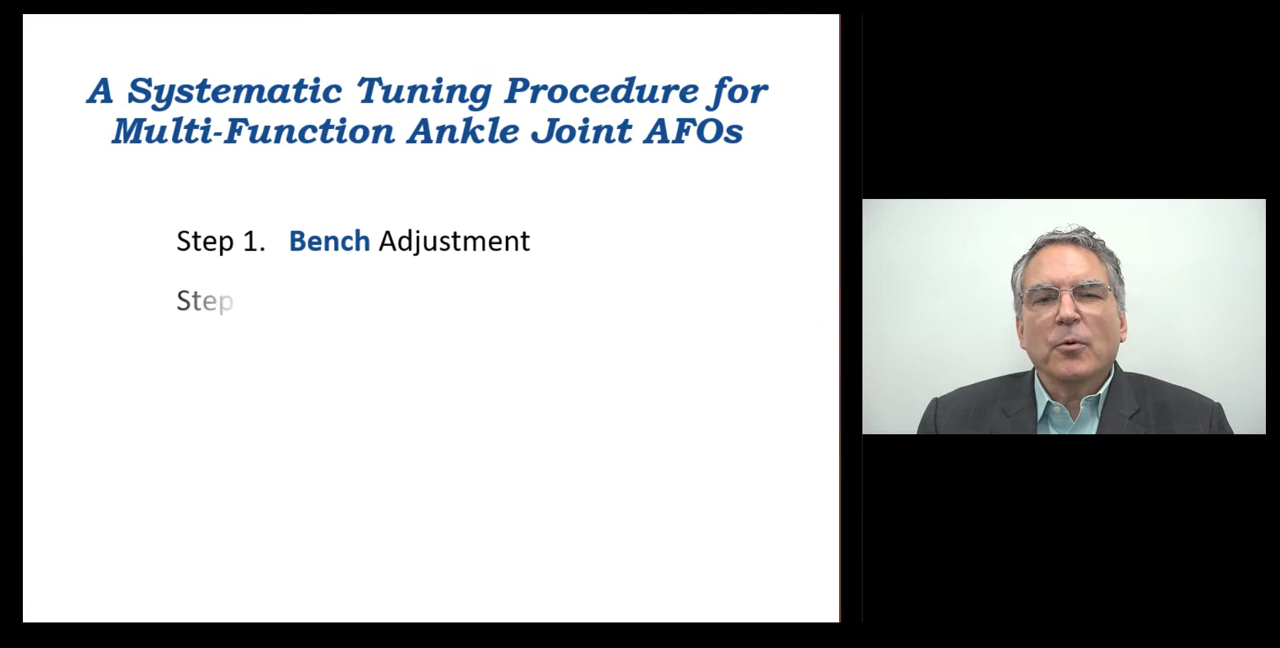 A Systematic Tuning Procedure for
Multi-Function Ankle Joint AFOs
Step 1. Bench Adjustment
Step